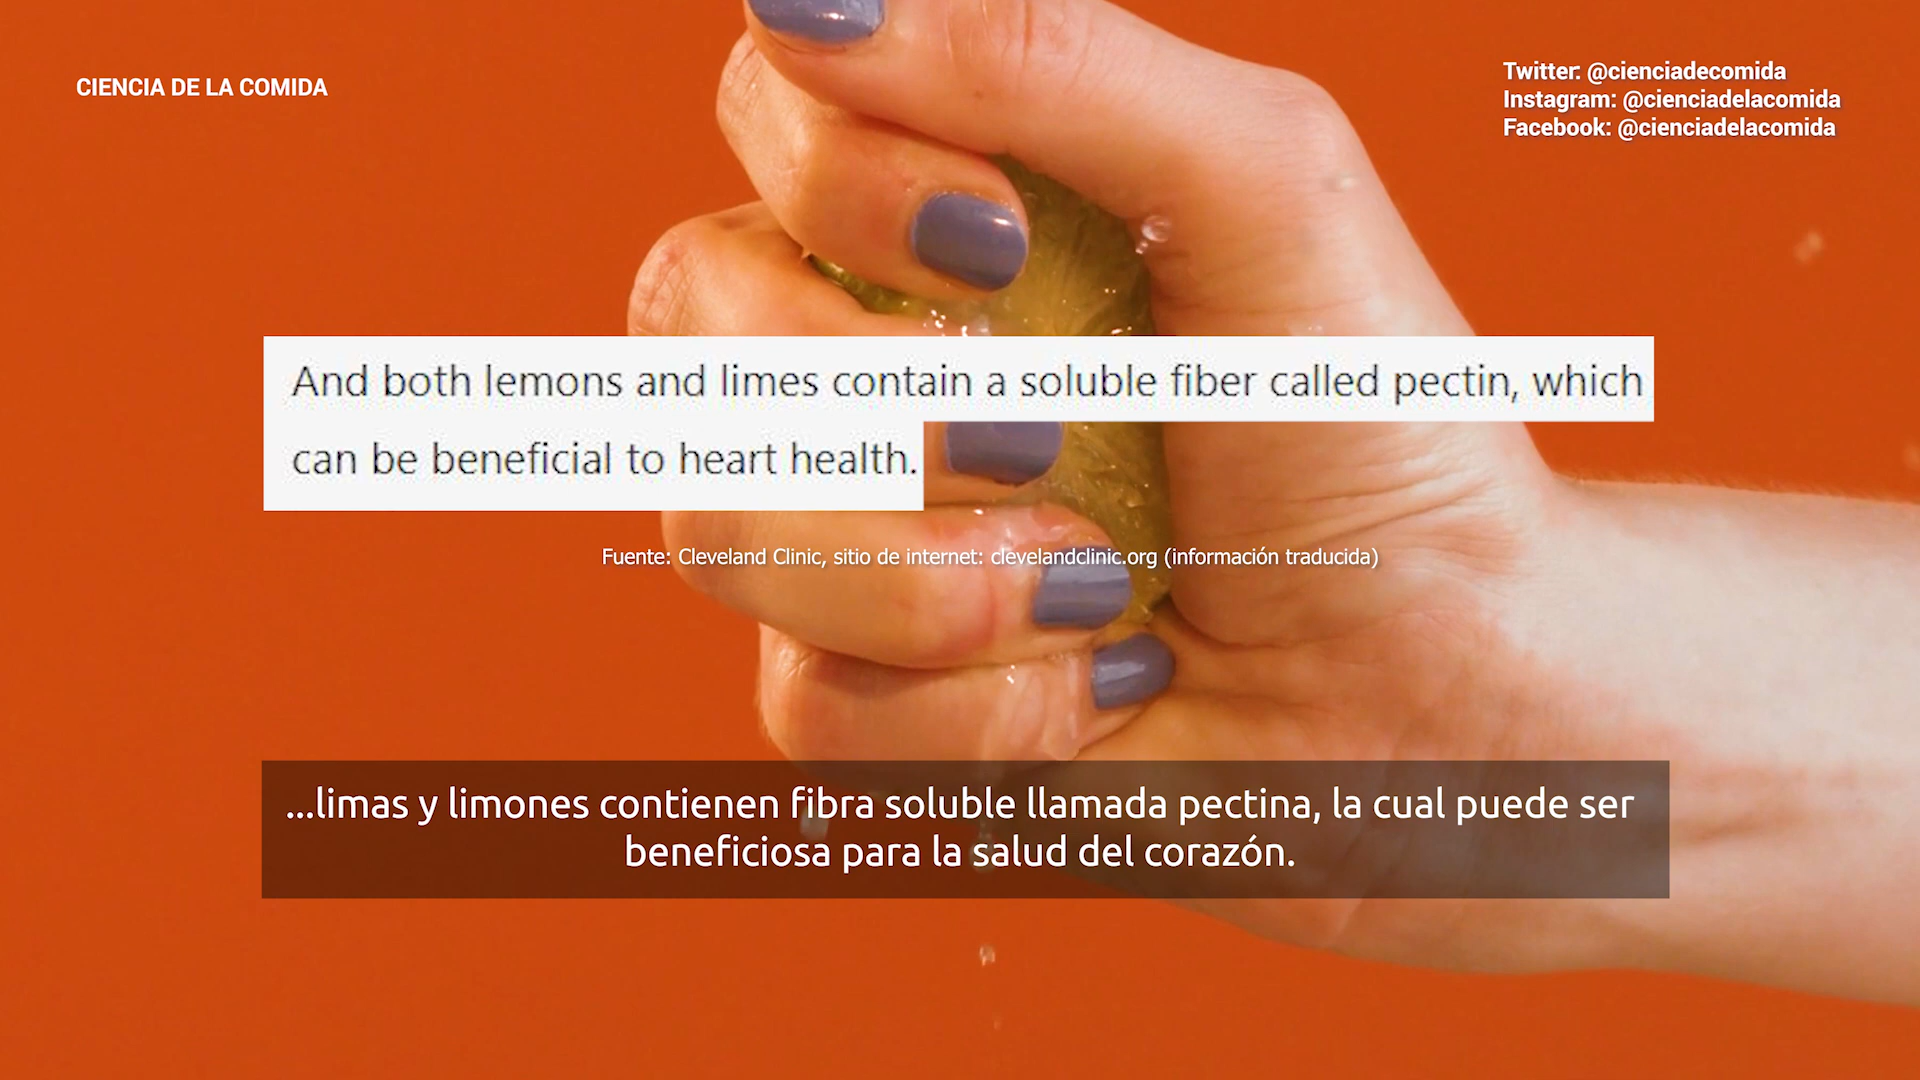 CIENCIA DE LA COMIDA
Twitter: @cienciadecomida
Instagram: @cienciadelacomida
Facebook: @cienciadelacomida
And both lemons and limes contain a soluble fiber called pectin, which
can be beneficial to heart health.
Fuente: Cleveland Clinic, sitio de internet: clevelandclinic.org (información traducida)
...limas y limones contienen fibra soluble llamada pectina, la cual puede ser
beneficiosa para la salud del corazón.